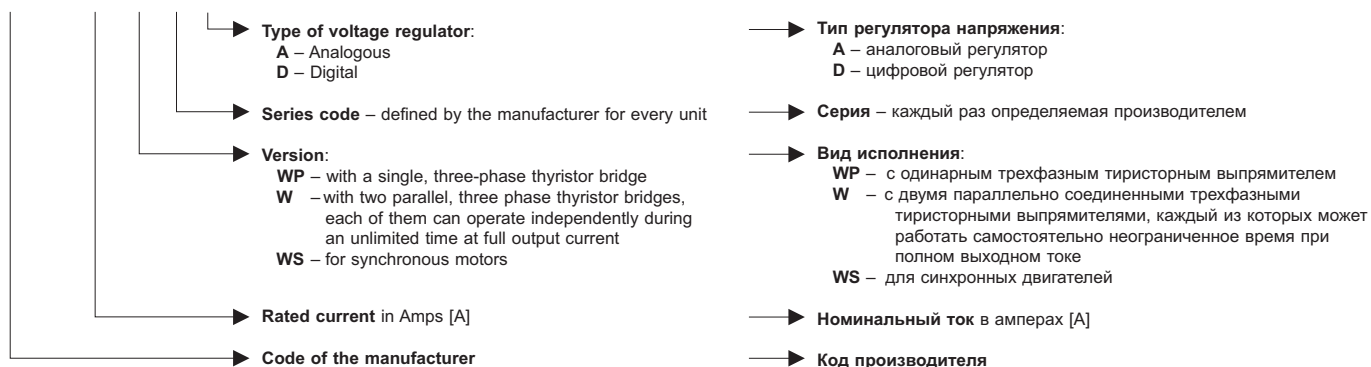 Type of voltage regulator:
A – Analogous
D – Digital
Series code – defined by the manufacturer for every unit
Version:
WP – with a single, three-phase thyristor bridge
W – with two parallel, three phase thyristor bridges,
each of them can operate independently during
an unlimited time at full output current
WS – for synchronous motors
Rated current in Amps [A]
Code of the manufacturer
Тип регулятора напряжения:
A – аналоговый регулятор
D – цифровой регулятор
Серия – каждый раз определяемая производителем
Вид исполнения:
WP – с одинарным трехфазным тиристорным выпрямителем
W – с двумя параллельно соединенными трехфазными
тиристорными выпрямителями, каждый из которых может
работать самостоятельно неограниченное время при
полном выходном токе
WS – для синхронных двигателей
Номинальный ток в амперах [А]
Код производителя